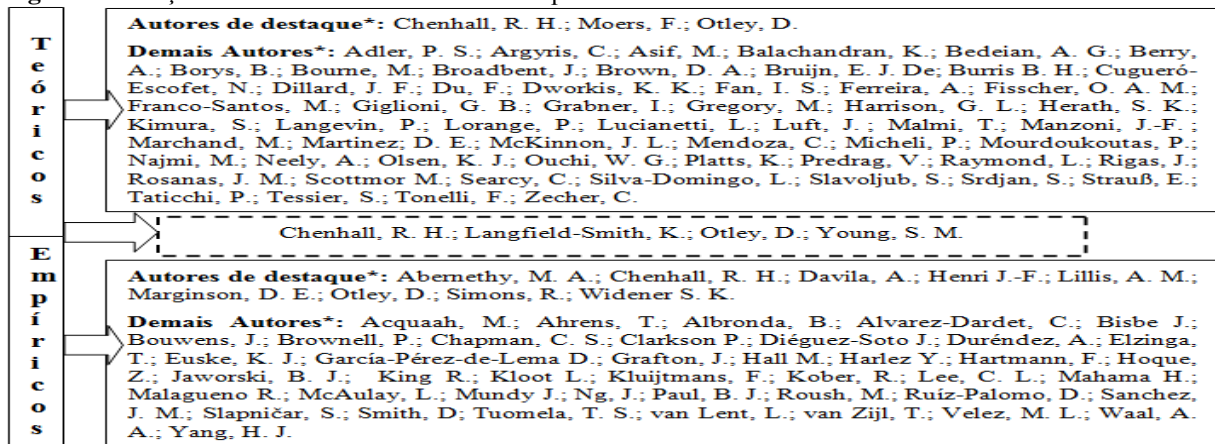 Autores de destaque*: Chenhall, R. H.; Moers, F.; Otley, D.
Teóricos
Demais Autores*: Adler, P. S.; Argyris, C.; Asif, M.; Balachandran, K.; Bedeian, A. G.; Berry,
A.; Borys, B.; Bourne, M.; Broadbent, J.; Brown, D. A.; Bruijn, E. J. De; Burris B. H.; Cugueró-
Escofet, N.; Dillard, J. F.; Du, F.; Dworkis, K. K.; Fan, I. S.; Ferreira, A.; Fisscher, O. A. M.;
Franco-Santos, M.; Giglioni, G. B.; Grabner, I.; Gregory, M.; Harrison, G. L.; Herath, S. K.;
Kimura, S.; Langevin, P.; Lorange, P.; Lucianetti, L.; Luft, J. ; Malmi, T.; Manzoni, J.-F. ;
Marchand, M.; Martinez; D. E.; McKinnon, J. L.; Mendoza, C.; Micheli, P.; Mourdoukoutas, P.;
Najmi, M.; Neely, A.; Olsen, K. J.; Ouchi, W. G.; Platts, K.; Predrag, V.; Raymond, L.; Rigas, J.;
Rosanas, J. M.; Scottmor M.; Searcy, C.; Silva-Domingo, L.; Slavoljub, S.; Srdjan, S.; Strauß, E.;
Taticchi, P.; Tessier, S.; Tonelli, F.; Zecher, C.
Chenhall, R. H.; Langfield-Smith, K.; Otley, D.; Young, S. M.
Empíricos
Autores de destaque*: Abernethy, M. A.; Chenhall, R. H.; Davila, A.; Henri J.-F.; Lillis, A. M.;
Marginson, D. E.; Otley, D.; Simons, R.; Widener S. K.
Demais Autores*: Acquaah, M.; Ahrens, T.; Albronda, B.; Alvarez-Dardet, C.; Bisbe J.;
Bouwens, J.; Brownell, P.; Chapman, C. S.; Clarkson P.; Diéguez-Soto J.; Duréndez, A.; Elzinga,
T.; Euske, K. J.; García-Pérez-de-Lema D.; Grafton, J.; Hall M.; Harlez Y.; Hartmann, F.; Hoque,
Z.; Jaworski, B. J.; King R.; Kloot L.; Kluijtmans, F.; Kober, R.; Lee, C. L.; Mahama H.;
Malagueno R.; McAulay, L.; Mundy J.; Ng, J.; Paul, B. J.; Roush, M.; Ruíz-Palomo, D.; Sanchez,
J. M.; Slapničar, S.; Smith, D; Tuomela, T. S.; van Lent, L.; van Zijl, T.; Velez, M. L.; Waal, A.
A.; Yang, H. J.